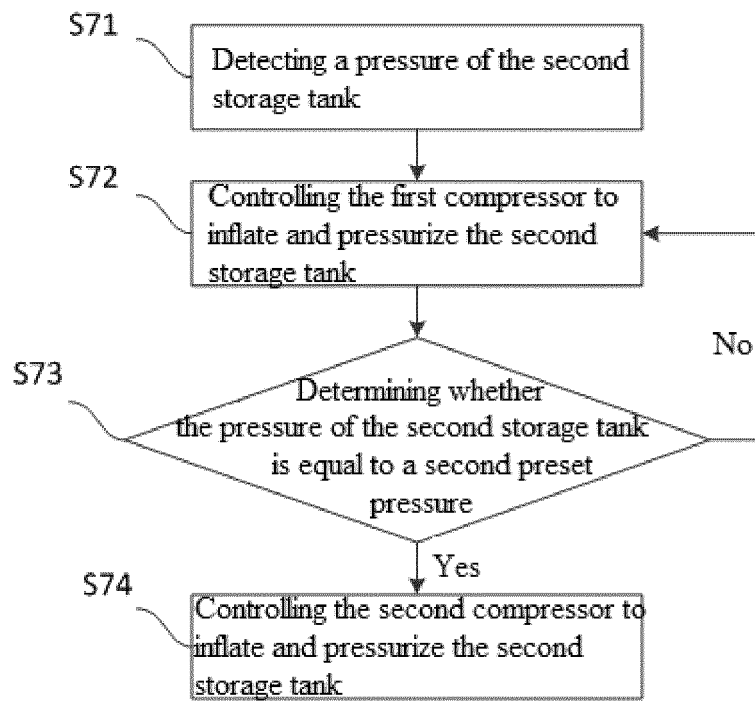 S71
Detecting a pressure of the second
storage tank
S72
Controlling the first compressor to
inflate and pressurize the second
storage tank
No
S73
Determining whether
the pressure of the second storage tank
is equal to a second preset
pressure
Yes
S74
Controlling the second compressor to
inflate and pressurize the second
storage tank